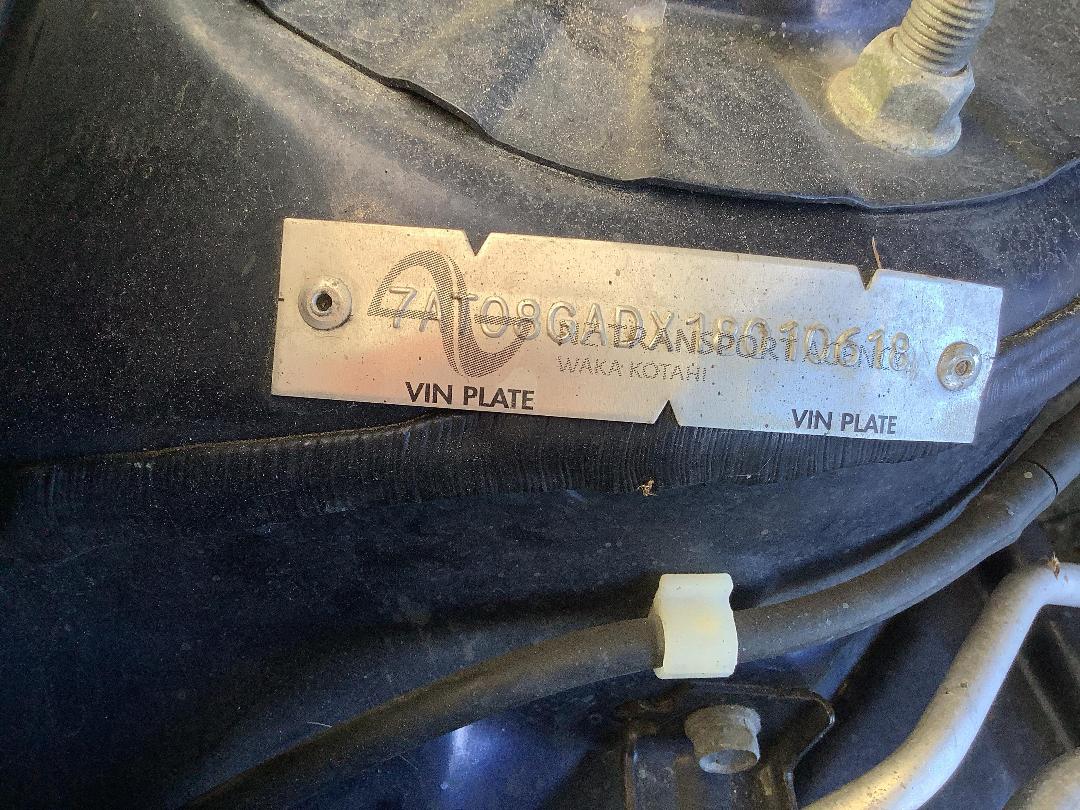 7AT08GADX18010618
NZ TRANSPORT AGENCY
WAKA KOTAHI
VIN PLATE
VIN PLATE